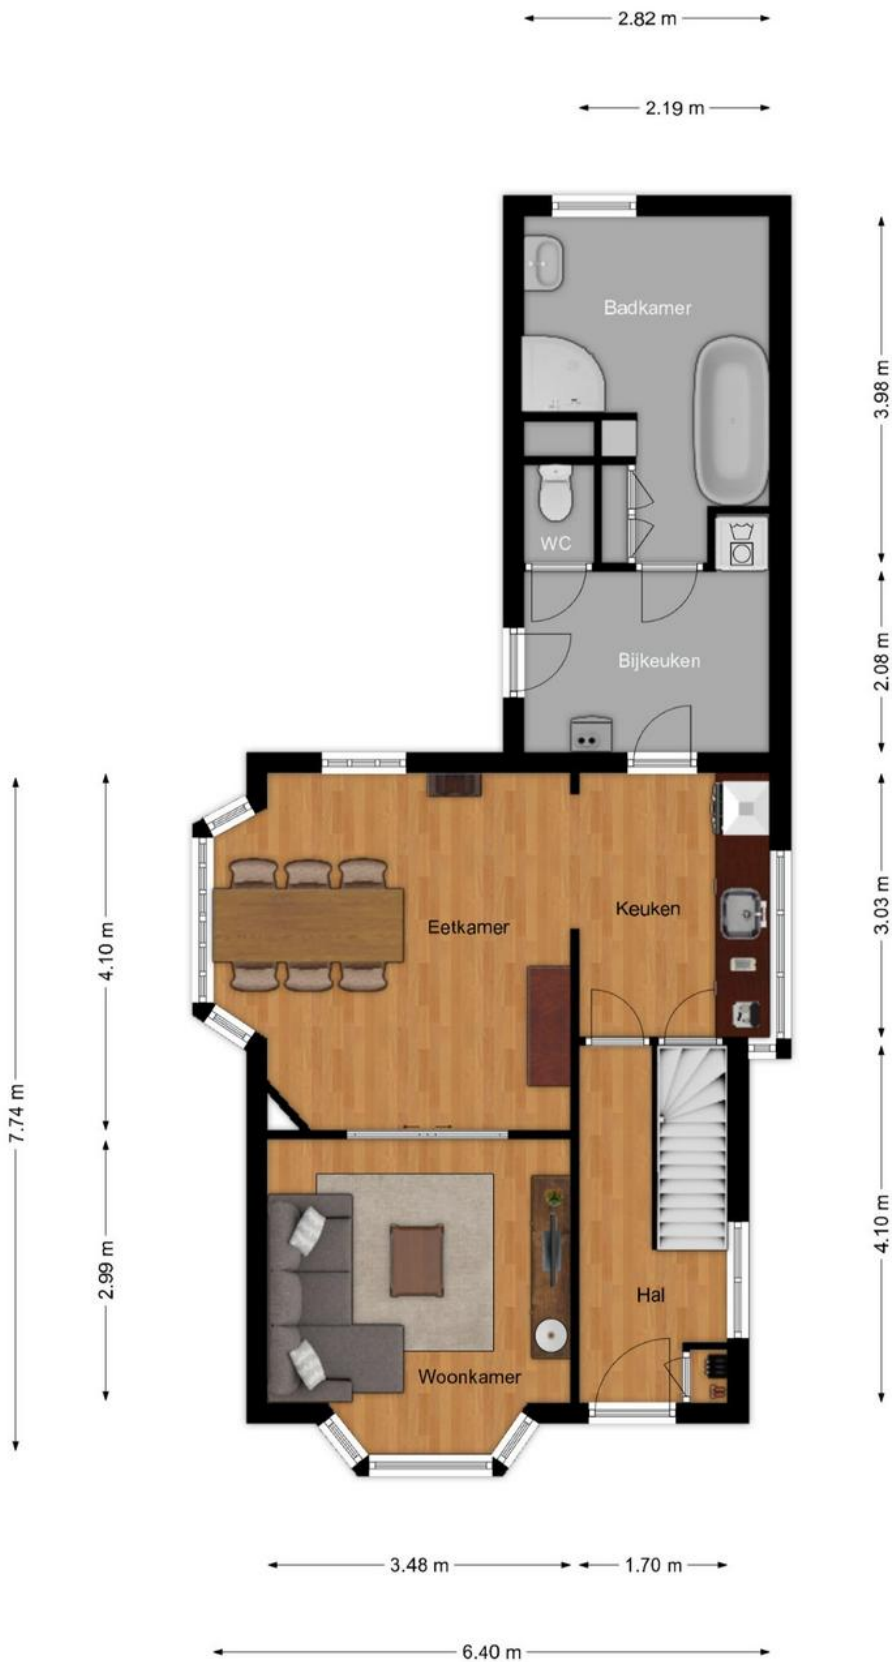 2.82 m
2.19 m
Badkamer
3.98 m
WC
Bijkeuken
2.08 m
Keuken
3.03 m
Eetkamer
4.10 m
7.74 m
2.99 m
4.10 m
Hal
Woonkamer
3.48 m
1.70 m
6.40 m